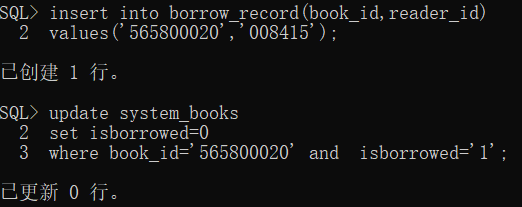 SQL> insert into borrow_record(book_id,reader_id)
  2  values('565800020','008415');
已创建 1 行。
SQL> update system_books
  2  set isborrowed=0
  3  where book_id='565800020' and  isborrowed='1';
已更新 0 行。